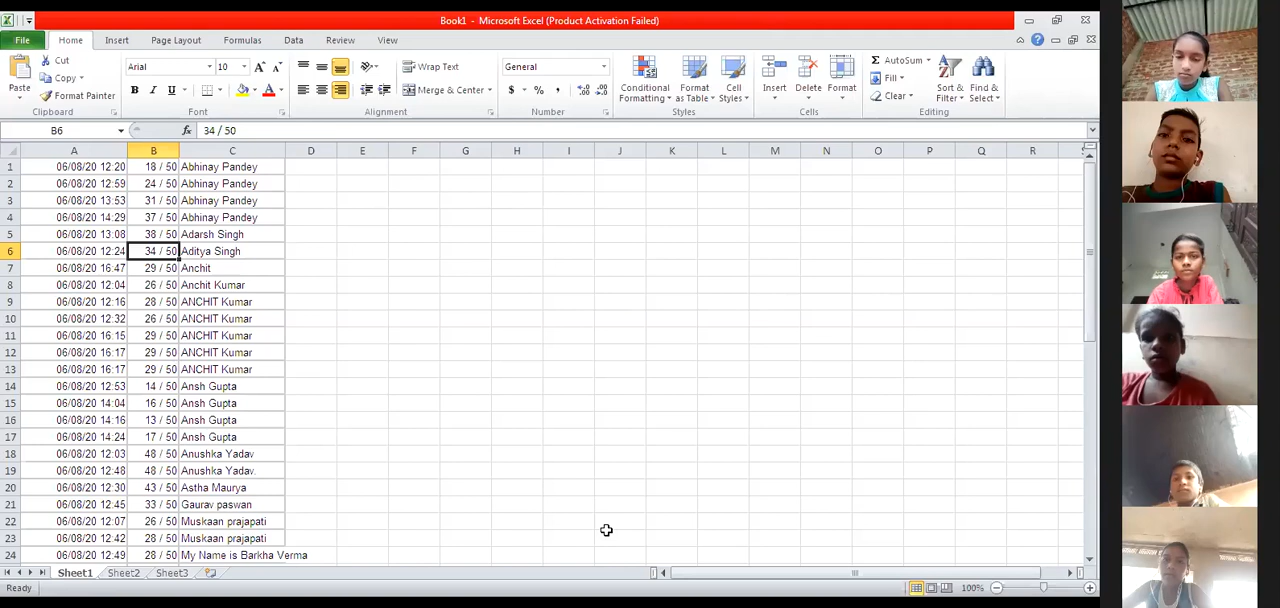 Book1 - Microsoft Excel (Product Activation Failed)
File Home Insert Page Layout Formulas Data Review View
Cut
Copy
Format Painter
Paste
Clipboard
Arial 10
B I U
Font
Wrap Text
Merge & Center
Alignment
General
$ % ,
Number
Conditional Formatting
Format as Table
Cell Styles
Styles
Insert Delete Format
Cells
AutoSum
Fill
Clear
Sort & Filter
Find & Select
Editing
B6 fx 34 / 50
A B C D E F G H I J K L M N O P Q R
1 06/08/20 12:20 18 / 50 Abhinay Pandey
2 06/08/20 12:59 24 / 50 Abhinay Pandey
3 06/08/20 13:53 31 / 50 Abhinay Pandey
4 06/08/20 14:29 37 / 50 Abhinay Pandey
5 06/08/20 13:08 38 / 50 Adarsh Singh
6 06/08/20 12:24 34 / 50 Aditya Singh
7 06/08/20 16:47 29 / 50 Anchit
8 06/08/20 12:04 26 / 50 Anchit Kumar
9 06/08/20 12:16 28 / 50 ANCHIT Kumar
10 06/08/20 12:32 26 / 50 ANCHIT Kumar
11 06/08/20 16:15 29 / 50 ANCHIT Kumar
12 06/08/20 16:17 29 / 50 ANCHIT Kumar
13 06/08/20 16:17 29 / 50 ANCHIT Kumar
14 06/08/20 12:53 14 / 50 Ansh Gupta
15 06/08/20 14:04 16 / 50 Ansh Gupta
16 06/08/20 14:16 13 / 50 Ansh Gupta
17 06/08/20 14:24 17 / 50 Ansh Gupta
18 06/08/20 12:03 48 / 50 Anushka Yadav
19 06/08/20 12:48 48 / 50 Anushka Yadav.
20 06/08/20 12:30 43 / 50 Astha Maurya
21 06/08/20 12:45 33 / 50 Gaurav paswan
22 06/08/20 12:07 26 / 50 Muskaan prajapati
23 06/08/20 12:42 28 / 50 Muskaan prajapati
24 06/08/20 12:49 28 / 50 My Name is Barkha Verma
Sheet1 Sheet2 Sheet3
Ready 100%